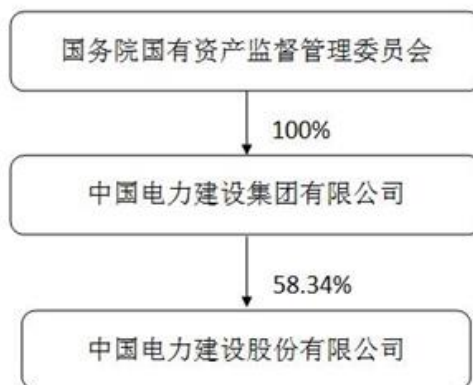 国务院国有资产监督管理委员会
100%
中国电力建设集团有限公司
58.34%
中国电力建设股份有限公司